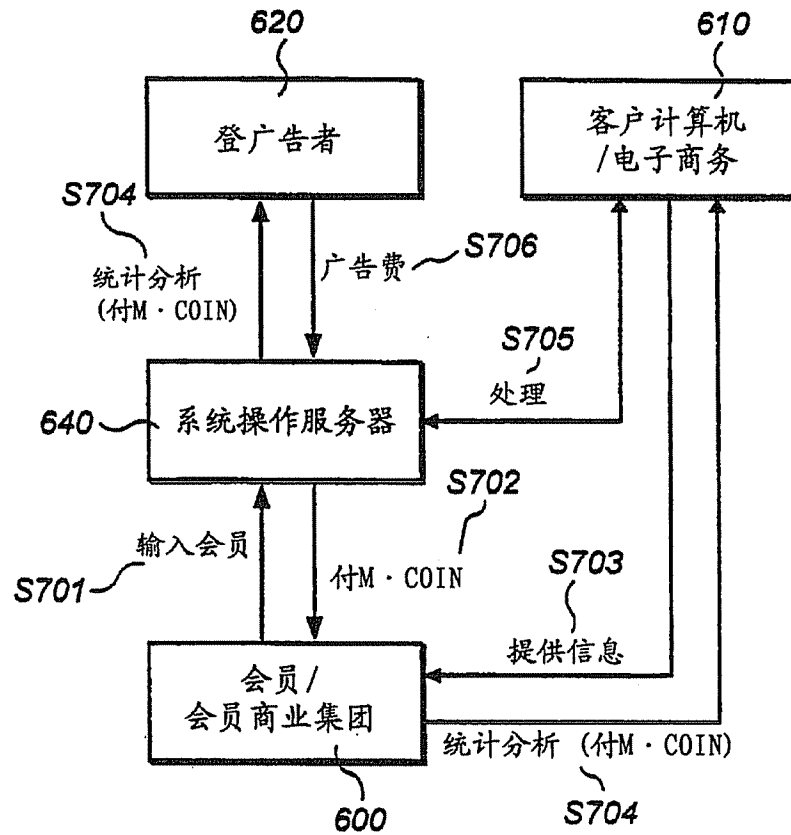 620
610
登广告者
客户计算机
/电子商务
S704
统计分析
(付M·COIN)
广告费
S706
S705
处理
640
系统操作服务器
S702
输入会员
S701
付M·COIN
S703
提供信息
会员/
会员商业集团
统计分析 (付M·COIN)
600
S704